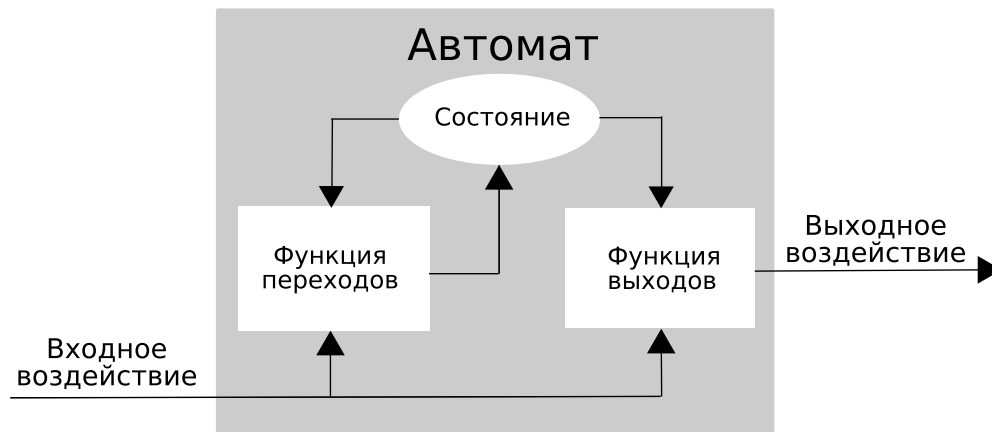 Автомат
Состояние
Функция
переходов
Функция
выходов
Выходное
воздействие
Входное
воздействие